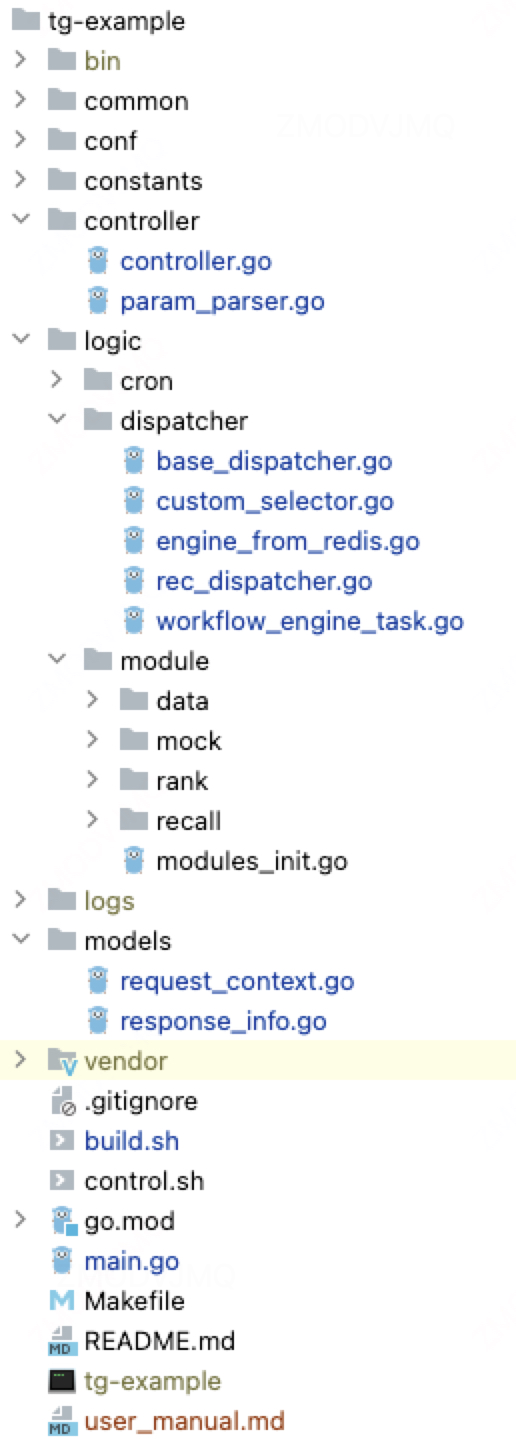 tg-example
bin
common
conf
constants
controller
controller.go
param_parser.go
logic
cron
dispatcher
base_dispatcher.go
custom_selector.go
engine_from_redis.go
rec_dispatcher.go
workflow_engine_task.go
module
data
mock
rank
recall
modules_init.go
logs
models
request_context.go
response_info.go
vendor
.gitignore
build.sh
control.sh
go.mod
main.go
Makefile
README.md
tg-example
user_manual.md